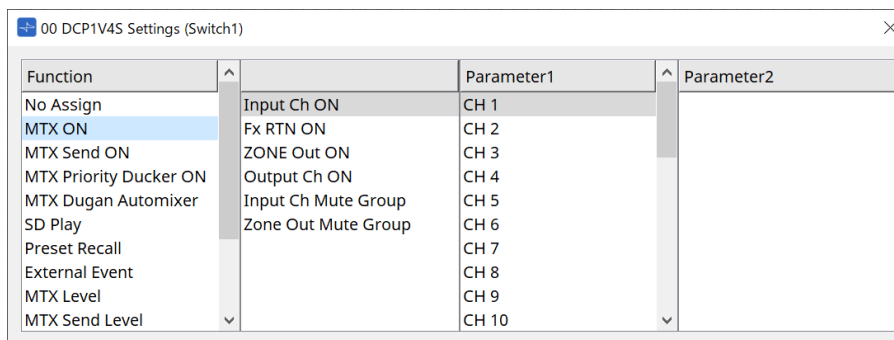 00 DCP1V4S Settings (Switch1)
Function Parameter1 Parameter2
No Assign Input Ch ON CH 1
MTX ON Fx RTN ON CH 2
MTX Send ON ZONE Out ON CH 3
MTX Priority Ducker ON Output Ch ON CH 4
MTX Dugan Automixer Input Ch Mute Group CH 5
SD Play Zone Out Mute Group CH 6
Preset Recall CH 7
External Event CH 8
MTX Level CH 9
MTX Send Level CH 10